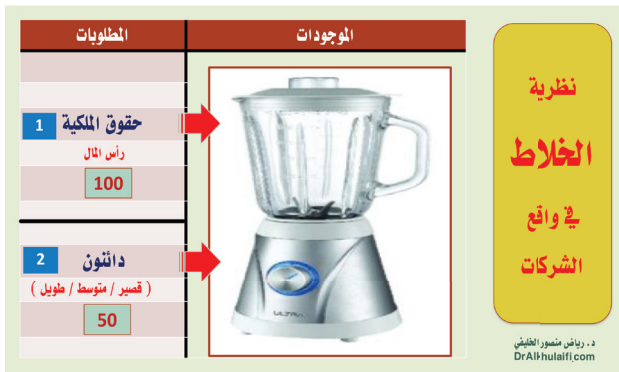 نظرية
الخلاط
في واقع
الشركات
الموجودات
المطلوبات
1
حقوق الملكية
رأس المال
100
2
دائنون
( قصير / متوسط / طويل )
50
ULTRA
د . رياض منصور الخليفي
DrAlkhulaifi.com